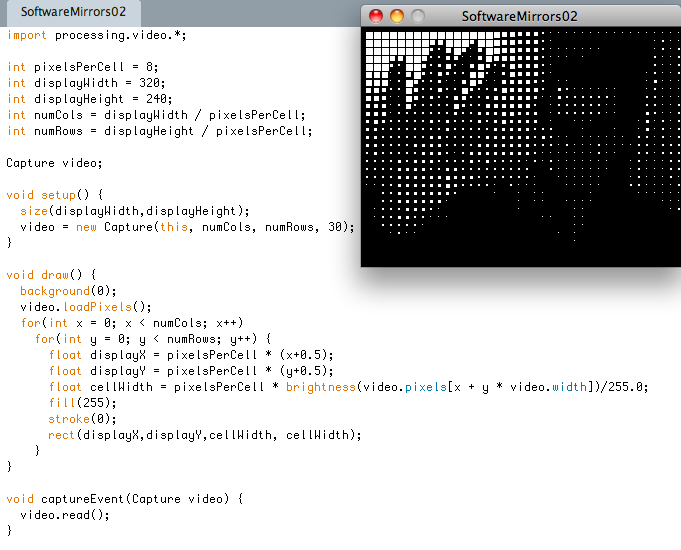 SoftwareMirrors02
SoftwareMirrors02
import processing.video.*;
int pixelsPerCell = 8;
int displayWidth = 320;
int displayHeight = 240;
int numCols = displayWidth / pixelsPerCell;
int numRows = displayHeight / pixelsPerCell;
Capture video;
void setup() {
  size(displayWidth,displayHeight);
  video = new Capture(this, numCols, numRows, 30);
}
void draw() {
  background(0);
  video.loadPixels();
  for(int x = 0; x < numCols; x++)
    for(int y = 0; y < numRows; y++) {
      float displayX = pixelsPerCell * (x+0.5);
      float displayY = pixelsPerCell * (y+0.5);
      float cellWidth = pixelsPerCell * brightness(video.pixels[x + y * video.width])/255.0;
      fill(255);
      stroke(0);
      rect(displayX,displayY,cellWidth, cellWidth);
    }
}
void captureEvent(Capture video) {
  video.read();
}